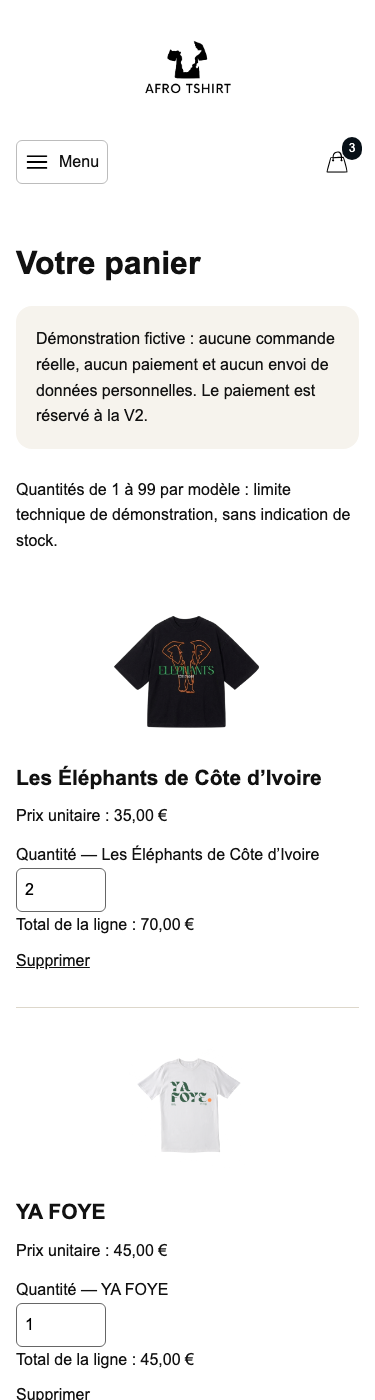 AFRO TSHIRT
Menu
3
Votre panier
Démonstration fictive : aucune commande
réelle, aucun paiement et aucun envoi de
données personnelles. Le paiement est
réservé à la V2.
Quantités de 1 à 99 par modèle : limite
technique de démonstration, sans indication de
stock.
ELEPHANTS
Les Éléphants de Côte d’Ivoire
Prix unitaire : 35,00 €
Quantité — Les Éléphants de Côte d’Ivoire
2
Total de la ligne : 70,00 €
Supprimer
YA
FOYE
YA FOYE
Prix unitaire : 45,00 €
Quantité — YA FOYE
1
Total de la ligne : 45,00 €
Supprimer